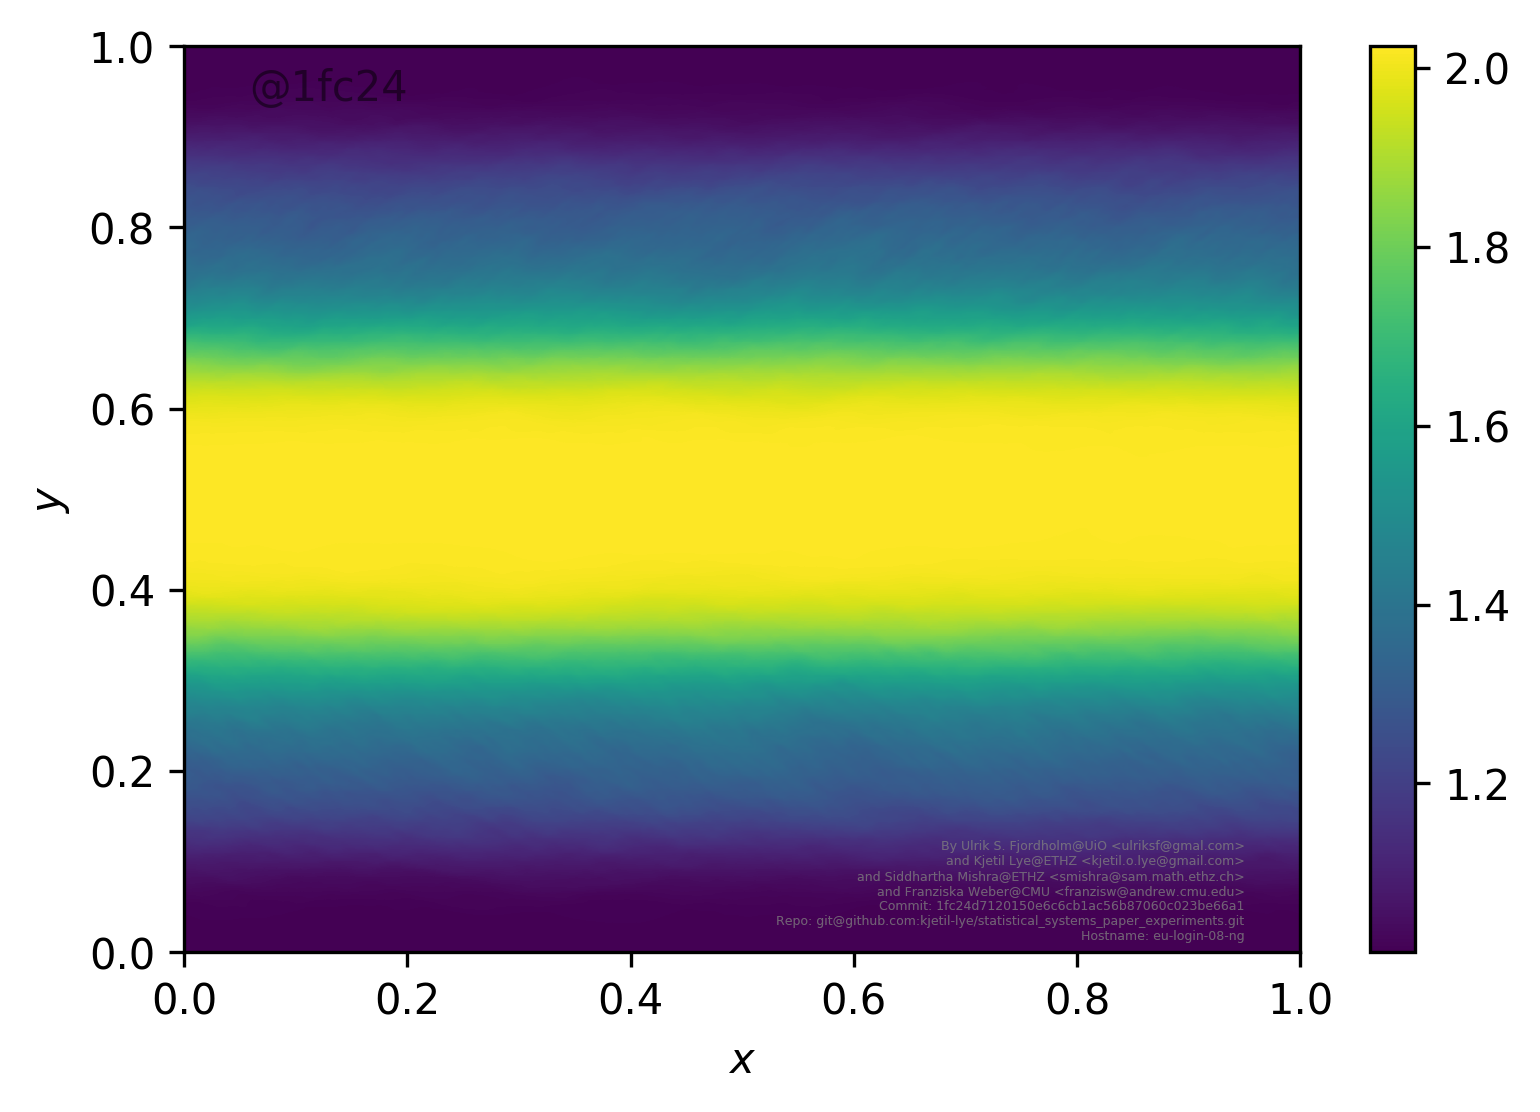 1.0
@1fc24
0.8
0.6
0.4
0.2
0.0
y
0.0 0.2 0.4 0.6 0.8 1.0
x
2.0
1.8
1.6
1.4
1.2
By Ulrik S. Fjordholm@UiO <ulriksf@gmal.com>
and Kjetil Lye@ETHZ <kjetil.o.lye@gmail.com>
and Siddhartha Mishra@ETHZ <smishra@sam.math.ethz.ch>
and Franziska Weber@CMU <franzisw@andrew.cmu.edu>
Commit: 1fc24d7120150e6c6cb1ac56b87060c023be66a1
Repo: git@github.com:kjetil-lye/statistical_systems_paper_experiments.git
Hostname: eu-login-08-ng